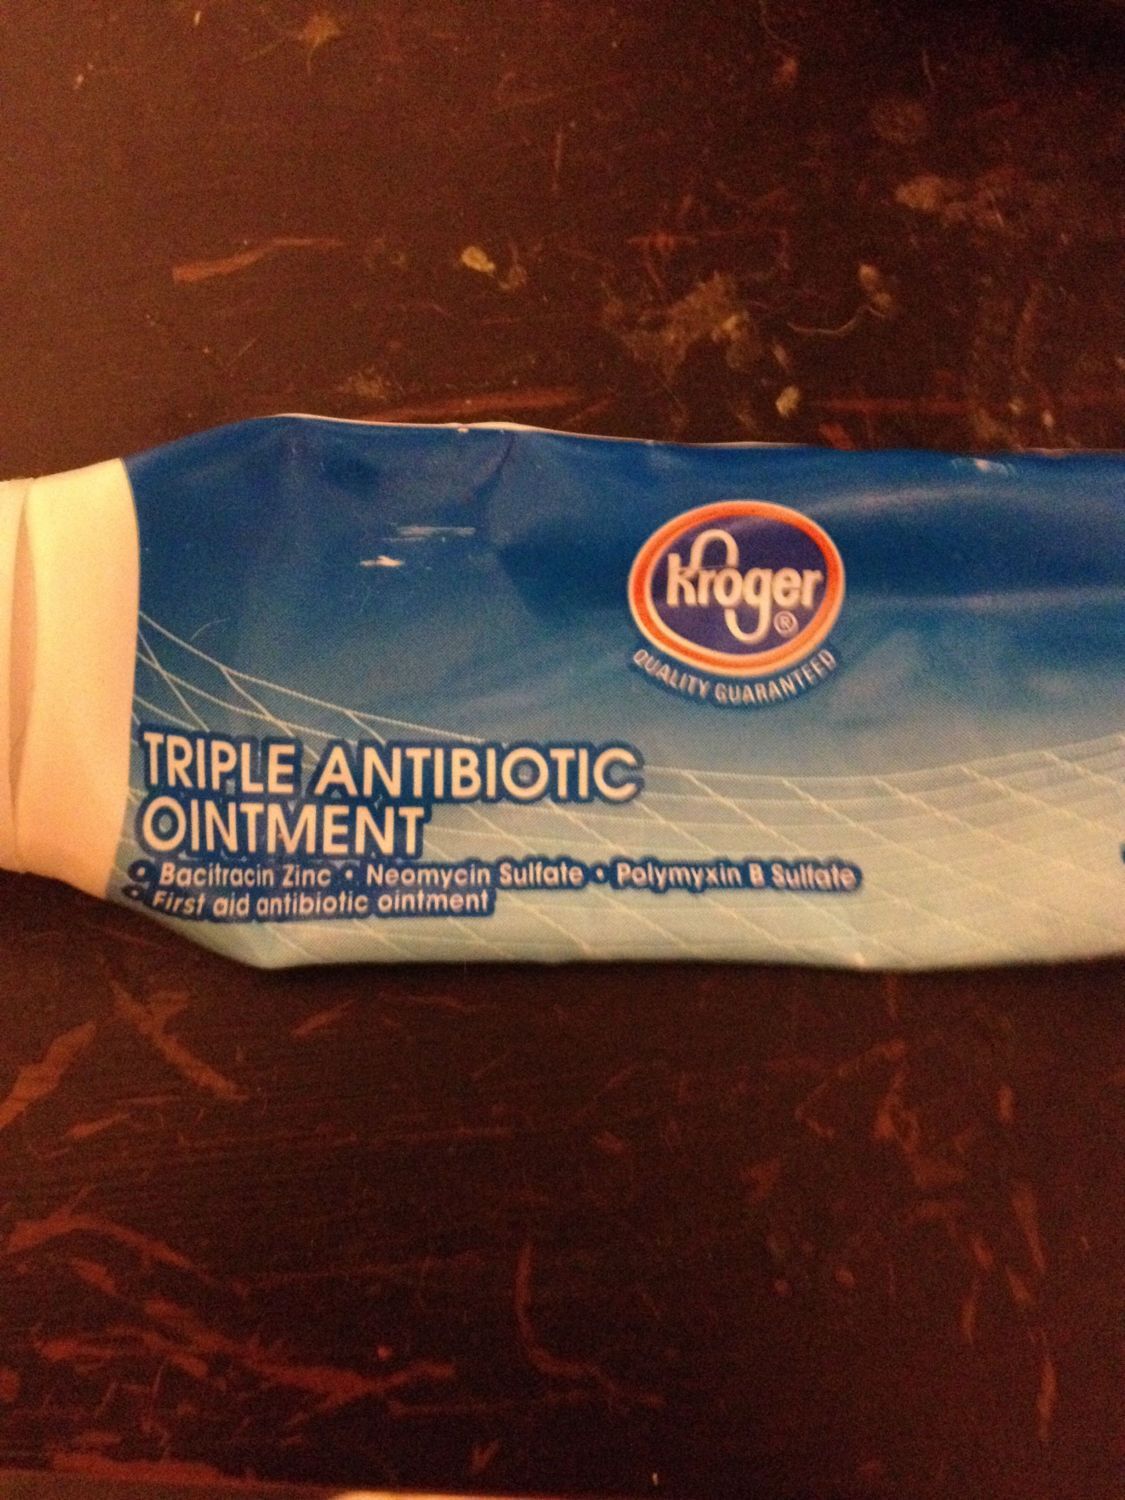 Kroger®
QUALITY GUARANTEED
TRIPLE ANTIBIOTIC
OINTMENT
• Bacitracin Zinc • Neomycin Sulfate • Polymyxin B Sulfate
• First aid antibiotic ointment